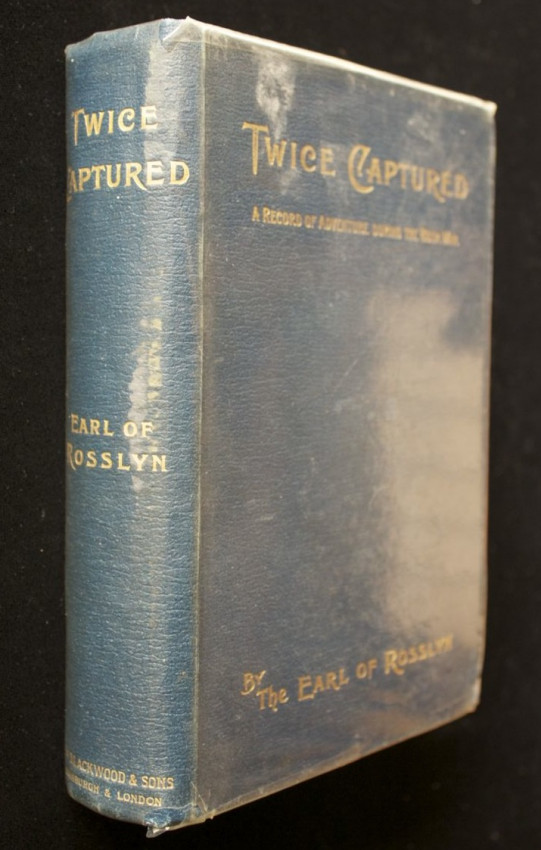 TWICE
CAPTURED
EARL OF
ROSSLYN
BLACKWOOD & SONS
EDINBURGH & LONDON
TWICE CAPTURED
A RECORD OF ADVENTURE DURING THE BOER WAR.
BY
The EARL OF ROSSLYN